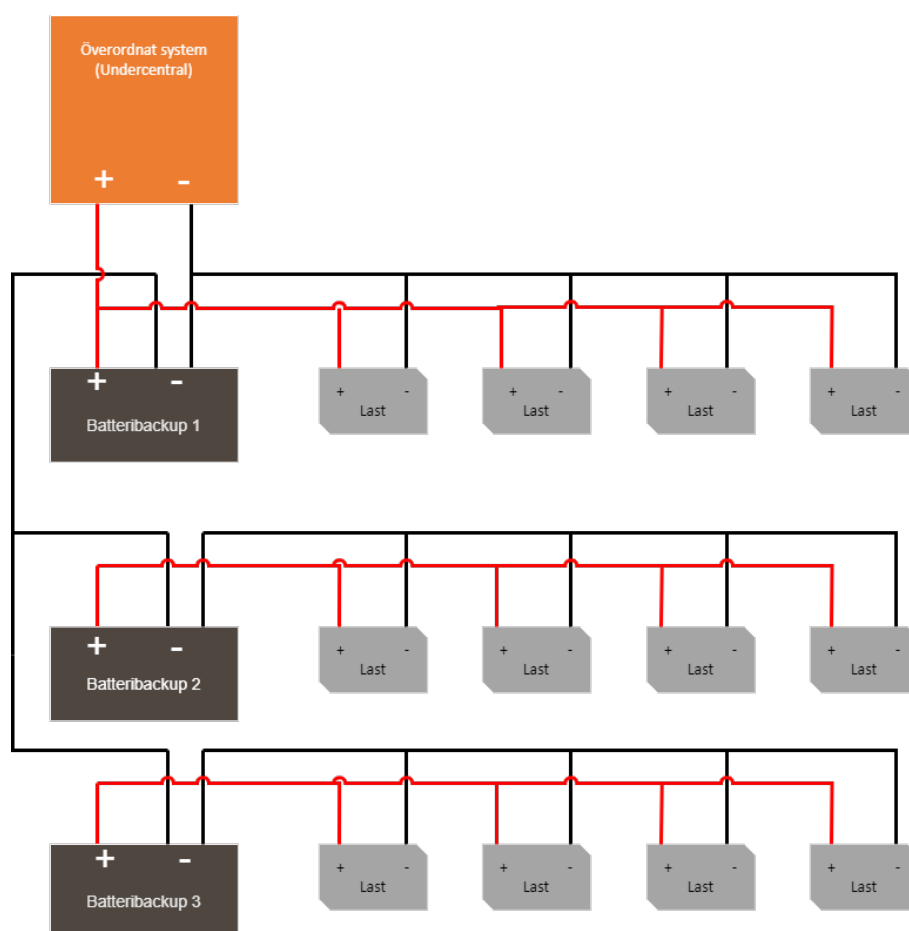 Överordnat system
(Undercentral)
+ -
+ -
Batteribackup 1
+ -
Last
+ -
Last
+ -
Last
+ -
Last
+ -
Batteribackup 2
+ -
Last
+ -
Last
+ -
Last
+ -
Last
+ -
Batteribackup 3
+ -
Last
+ -
Last
+ -
Last
+ -
Last